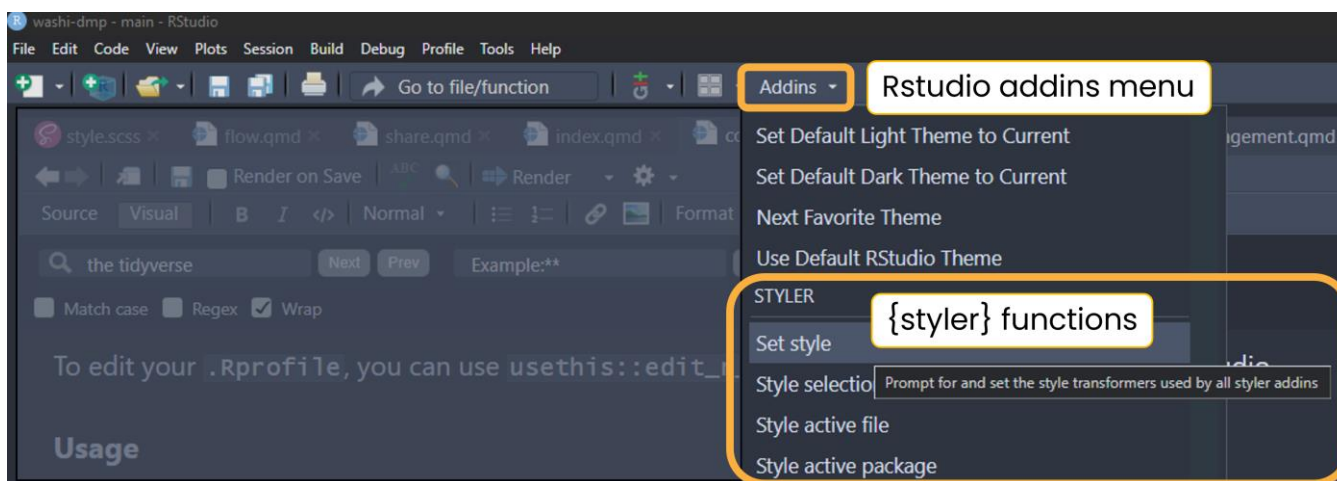 washi-dmp - main - RStudio
File Edit Code View Plots Session Build Debug Profile Tools Help
Go to file/function
Addins
Rstudio addins menu
style.scss
flow.qmd
share.qmd
index.qmd
gement.qmd
Render on Save
ABC
Render
Source Visual B I </> Normal Format
the tidyverse
Next Prev
Example:**
Match case Regex Wrap
To edit your .Rprofile, you can use usethis::edit_r
Usage
Set Default Light Theme to Current
Set Default Dark Theme to Current
Next Favorite Theme
Use Default RStudio Theme
STYLER
{styler} functions
Set style
Style selection
Prompt for and set the style transformers used by all styler addins
Style active file
Style active package